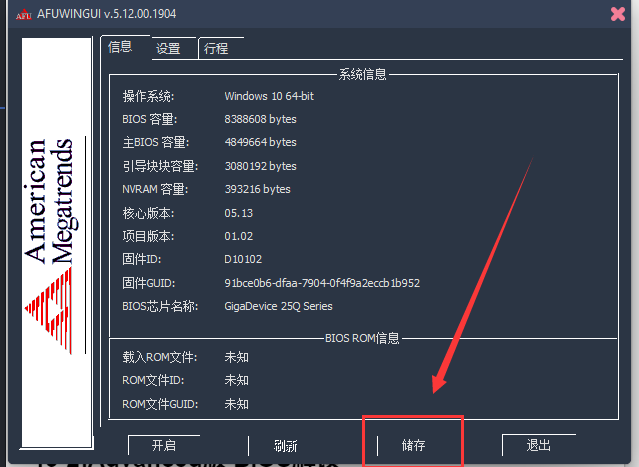 AFU AFUWINGUI v.5.12.00.1904
信息 设置 行程
American
Megatrends
系统信息
操作系统: Windows 10 64-bit
BIOS 容量: 8388608 bytes
主BIOS 容量: 4849664 bytes
引导块块容量: 3080192 bytes
NVRAM 容量: 393216 bytes
核心版本: 05.13
项目版本: 01.02
固件ID: D10102
固件GUID: 91bce0b6-dfaa-7904-0f4f9a2eccb1b952
BIOS芯片名称: GigaDevice 25Q Series
BIOS ROM信息
载入ROM文件: 未知
ROM文件ID: 未知
ROM文件GUID: 未知
开启 刷新 储存 退出